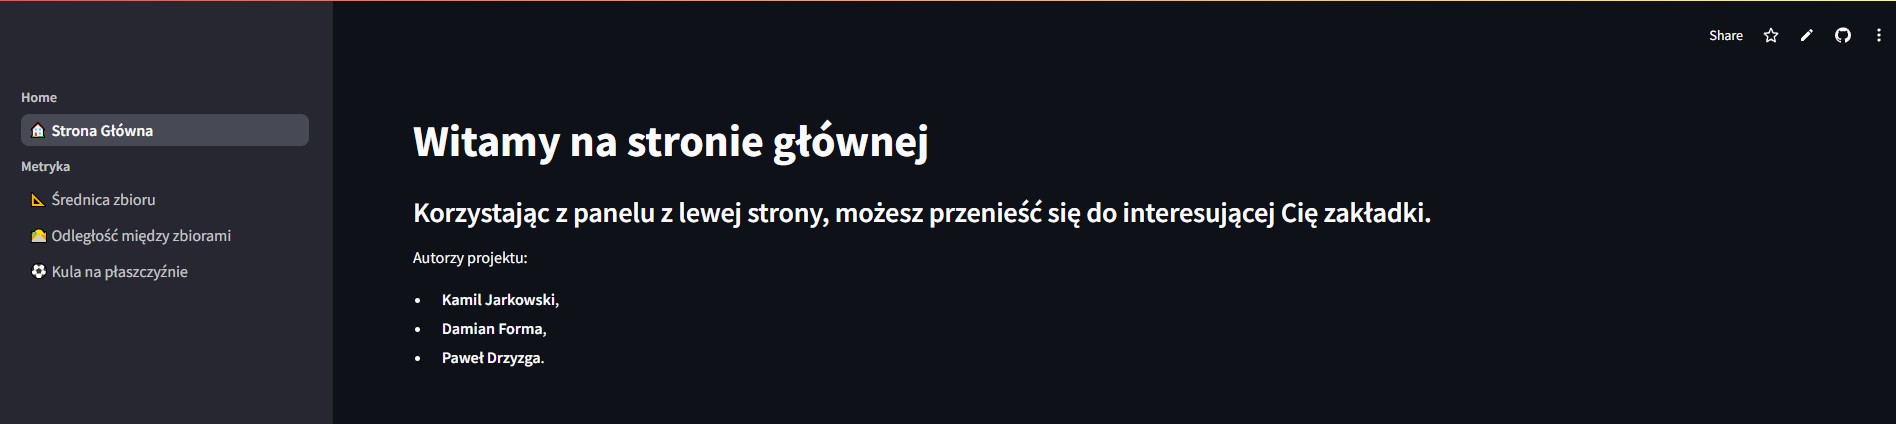 Share
Home
Strona Główna
Metryka
Średnica zbioru
Odległość między zbiorami
Kula na płaszczyźnie
Witamy na stronie głównej
Korzystając z panelu z lewej strony, możesz przenieść się do interesującej Cię zakładki.
Autorzy projektu:
• Kamil Jarkowski,
• Damian Forma,
• Paweł Drzyzga.